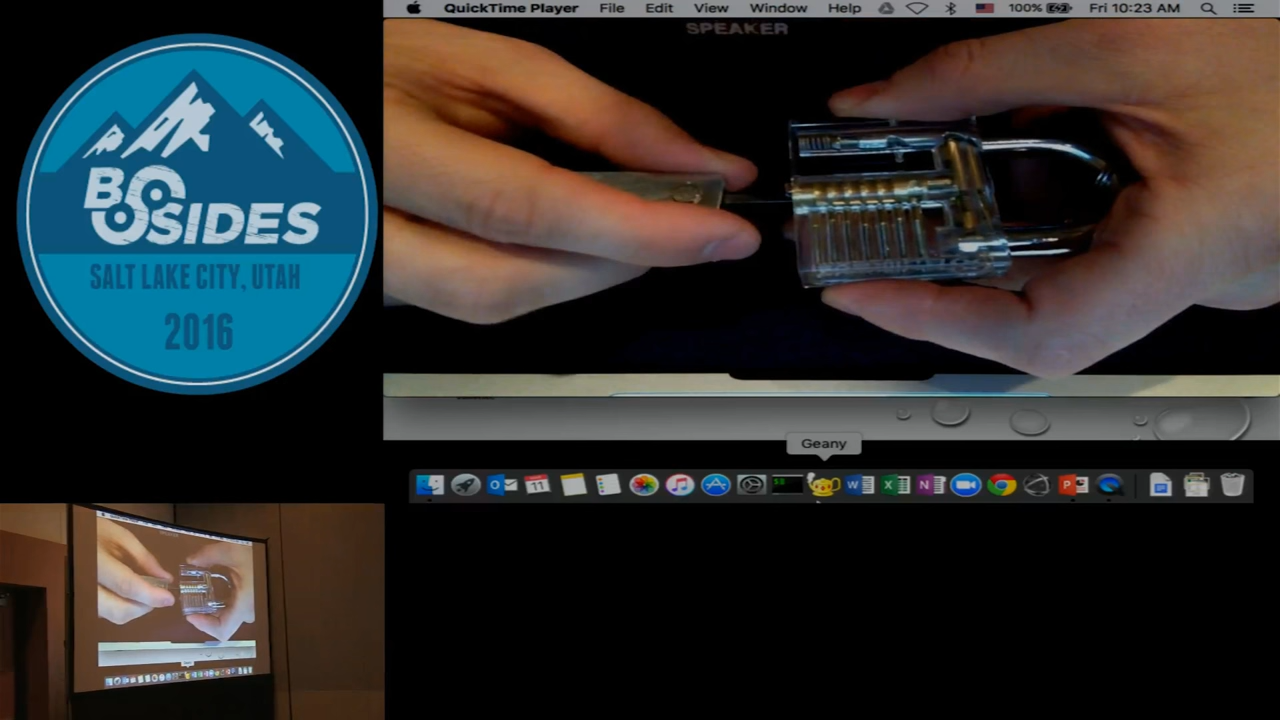 QuickTime Player File Edit View Window Help 100% Fri 10:23 AM
SPEAKER
BSIDES
SALT LAKE CITY, UTAH
2016
Geany
11